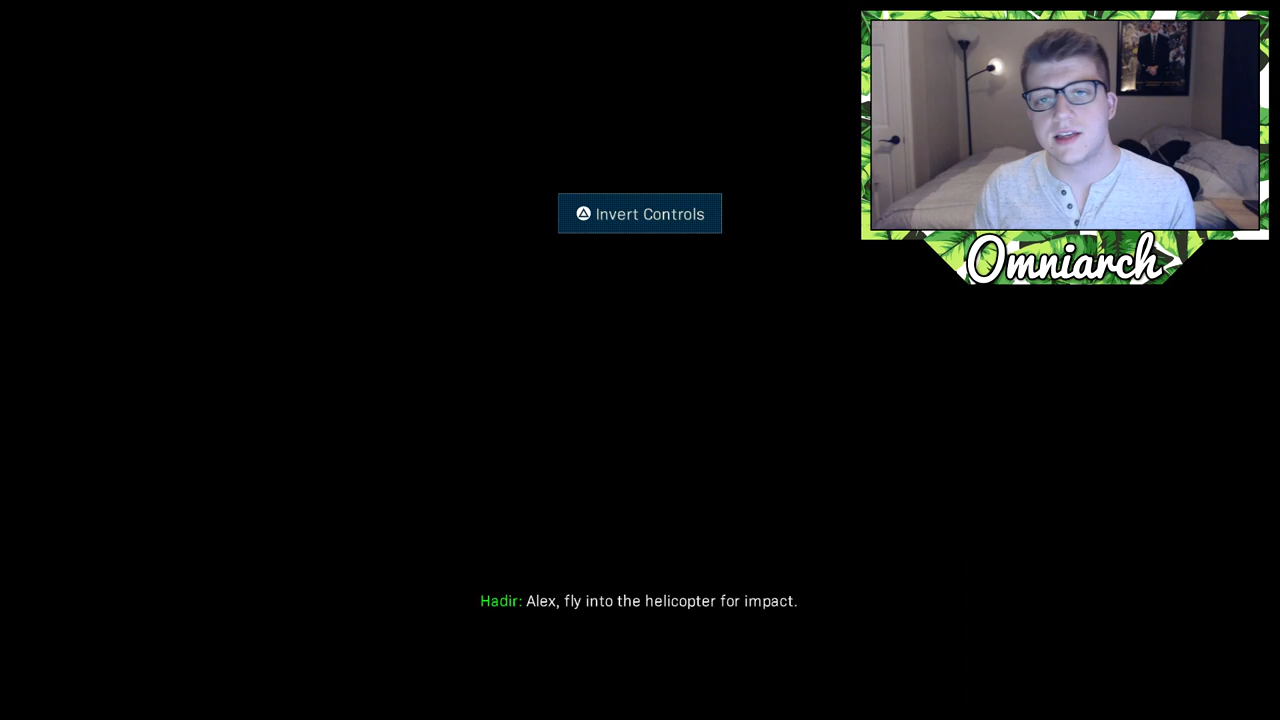 Invert Controls
Omniarch
Hadir: Alex, fly into the helicopter for impact.